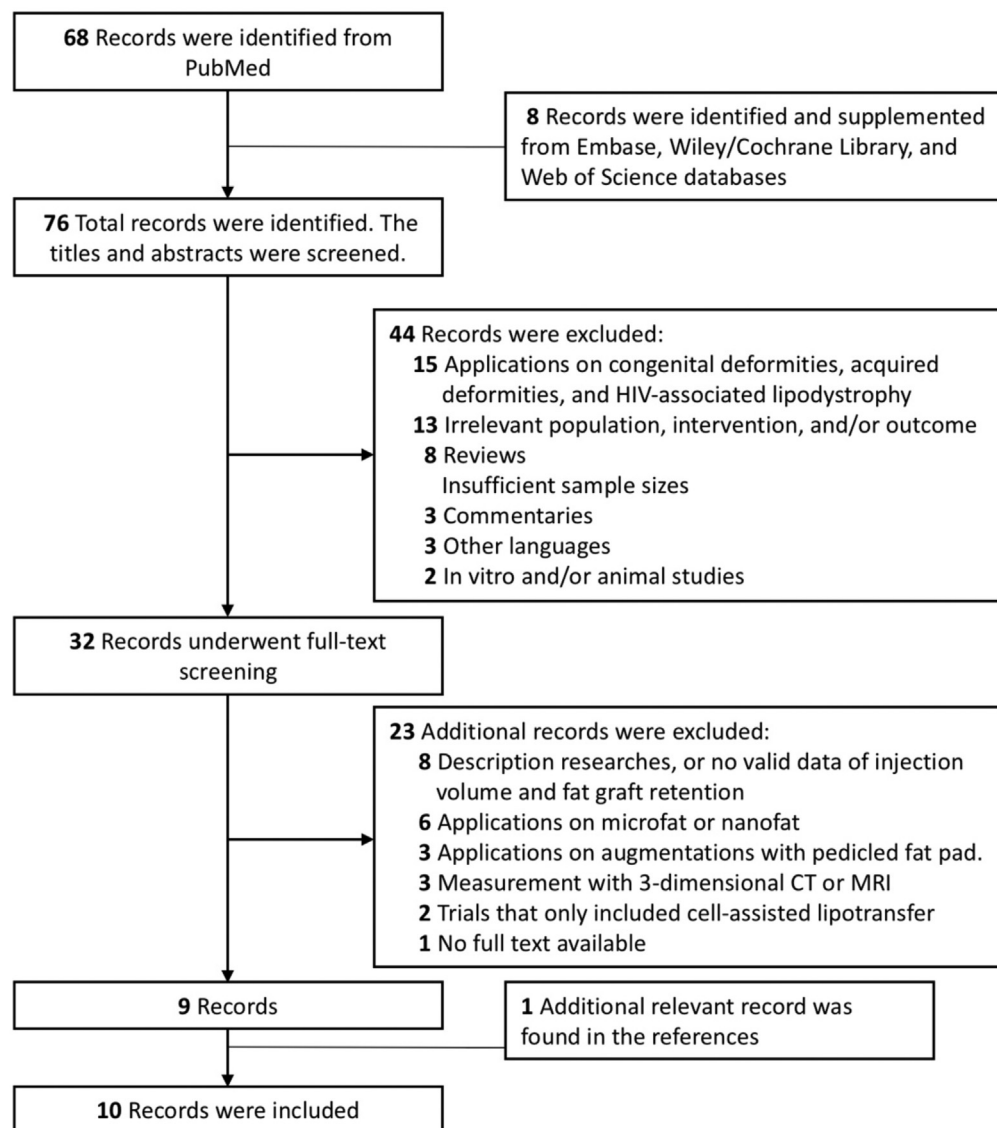 68 Records were identified from
PubMed
8 Records were identified and supplemented
from Embase, Wiley/Cochrane Library, and
Web of Science databases
76 Total records were identified. The
titles and abstracts were screened.
44 Records were excluded:
15 Applications on congenital deformities, acquired
deformities, and HIV-associated lipodystrophy
13 Irrelevant population, intervention, and/or outcome
8 Reviews
Insufficient sample sizes
3 Commentaries
3 Other languages
2 In vitro and/or animal studies
32 Records underwent full-text
screening
23 Additional records were excluded:
8 Description researches, or no valid data of injection
volume and fat graft retention
6 Applications on microfat or nanofat
3 Applications on augmentations with pedicled fat pad.
3 Measurement with 3-dimensional CT or MRI
2 Trials that only included cell-assisted lipotransfer
1 No full text available
9 Records
1 Additional relevant record was
found in the references
10 Records were included